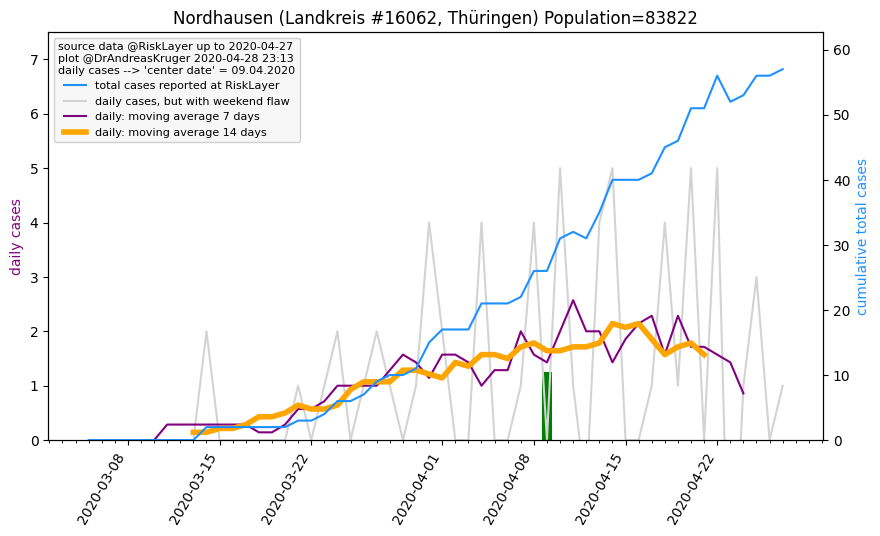 Nordhausen (Landkreis #16062, Thüringen) Population=83822
source data @RiskLayer up to 2020-04-27
plot @DrAndreasKruger 2020-04-28 23:13
daily cases --> 'center date' = 09.04.2020
total cases reported at RiskLayer
daily cases, but with weekend flaw
daily: moving average 7 days
daily: moving average 14 days
daily cases
7
6
5
4
3
2
1
0
60
50
40
30
20
10
0
cumulative total cases
2020-03-08
2020-03-15
2020-03-22
2020-04-01
2020-04-08
2020-04-15
2020-04-22